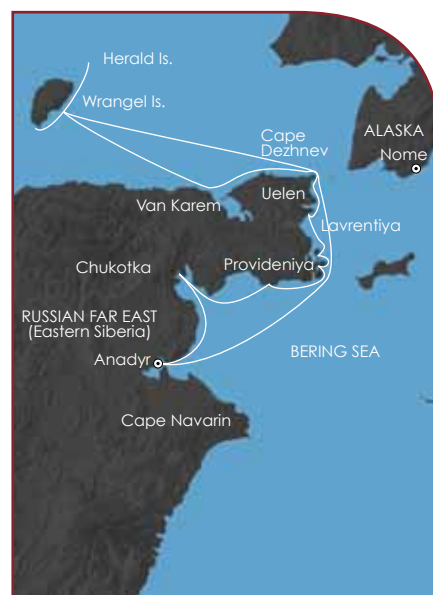 Herald Is.
Wrangel Is.
Cape
Dezhnev
ALASKA
Nome
Uelen
Van Karem
Lavrentiya
Chukotka
Provideniya
RUSSIAN FAR EAST
(Eastern Siberia)
BERING SEA
Anadyr
Cape Navarin